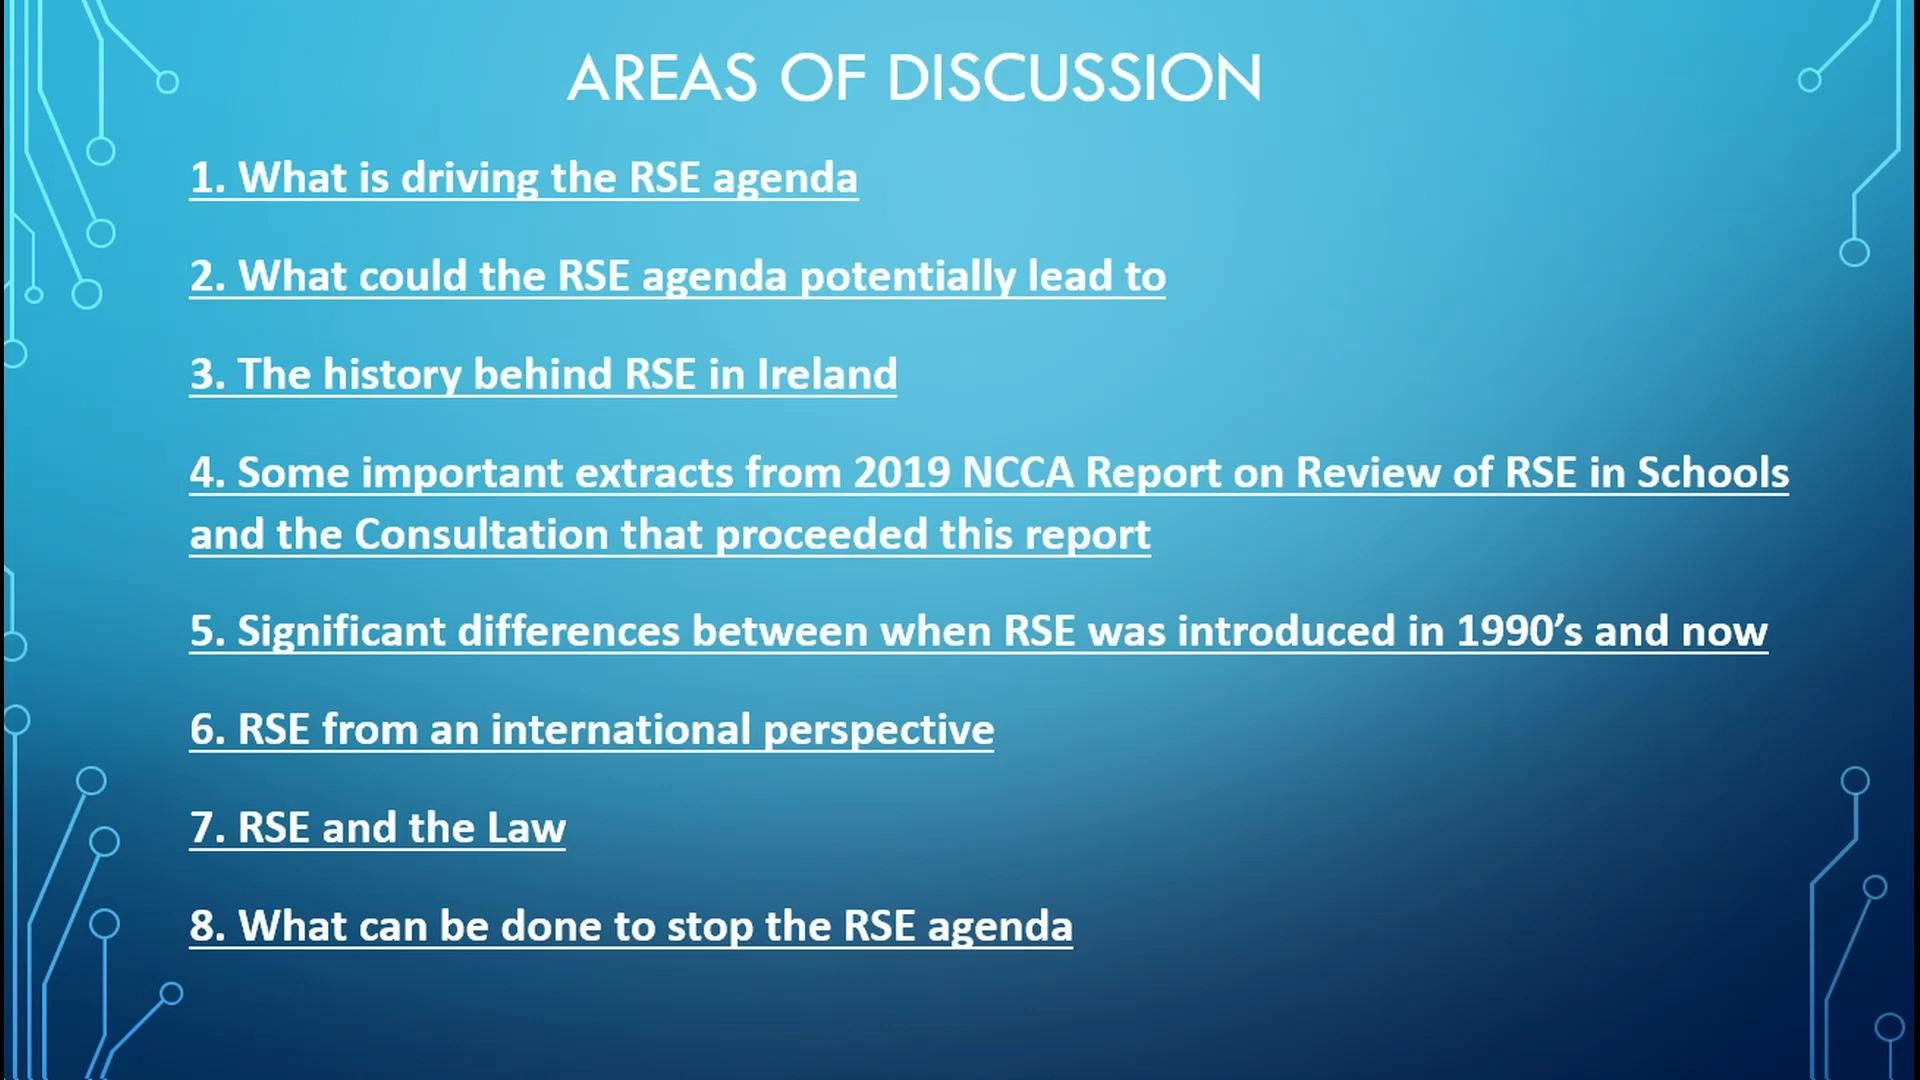 AREAS OF DISCUSSION
1. What is driving the RSE agenda
2. What could the RSE agenda potentially lead to
3. The history behind RSE in Ireland
4. Some important extracts from 2019 NCCA Report on Review of RSE in Schools
and the Consultation that proceeded this report
5. Significant differences between when RSE was introduced in 1990’s and now
6. RSE from an international perspective
7. RSE and the Law
8. What can be done to stop the RSE agenda